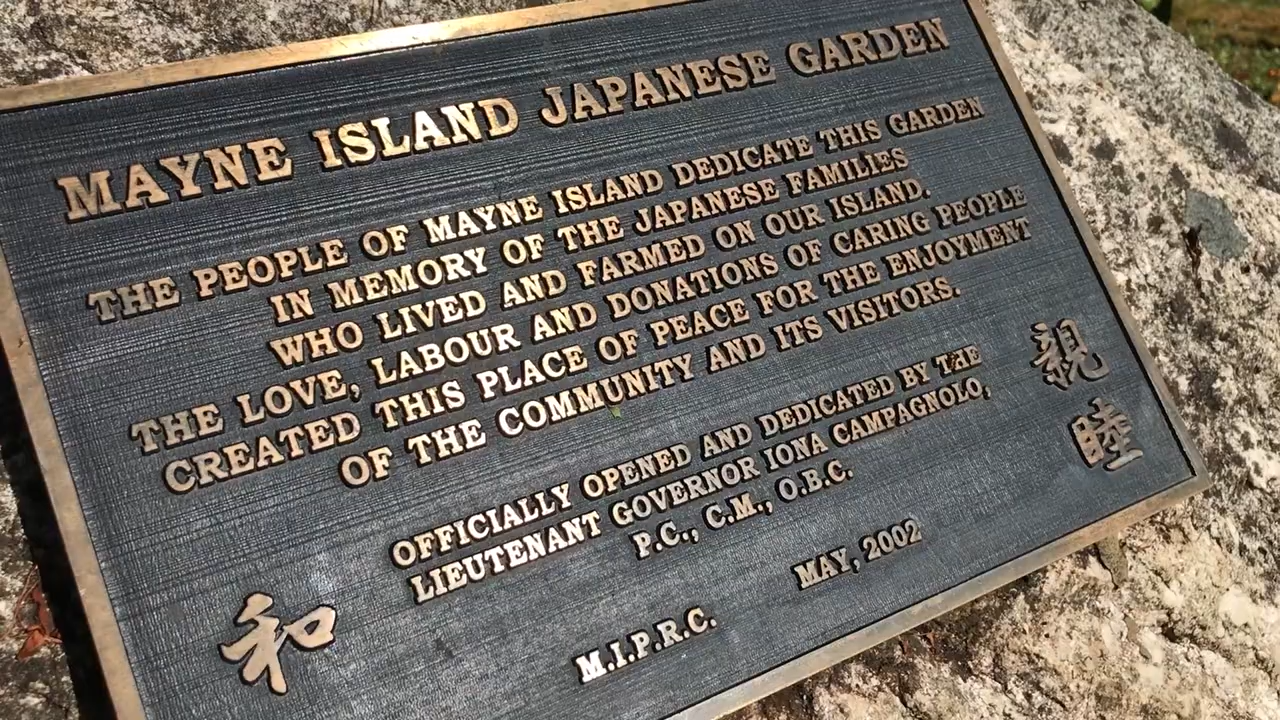 MAYNE ISLAND JAPANESE GARDEN
THE PEOPLE OF MAYNE ISLAND DEDICATE THIS GARDEN
IN MEMORY OF THE JAPANESE FAMILIES
WHO LIVED AND FARMED ON OUR ISLAND.
THE LOVE, LABOUR AND DONATIONS OF CARING PEOPLE
CREATED THIS PLACE OF PEACE FOR THE ENJOYMENT
OF THE COMMUNITY AND ITS VISITORS.
OFFICIALLY OPENED AND DEDICATED BY THE
LIEUTENANT GOVERNOR IONA CAMPAGNOLO,
P.C., C.M., O.B.C.
MAY, 2002
M.I.P.R.C.
親睦
和